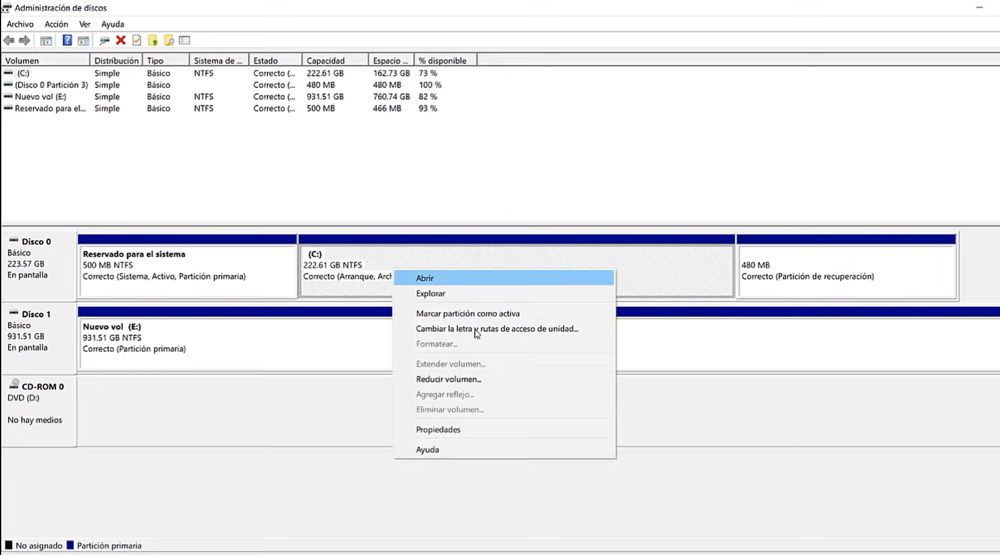 Administración de discos
Archivo Acción Ver Ayuda
Volumen Distribución Tipo Sistema de ... Estado Capacidad Espacio ... % disponible
(C:) Simple Básico NTFS Correcto (... 222.61 GB 162.73 GB 73 %
(Disco 0 Partición 3) Simple Básico Correcto (... 480 MB 480 MB 100 %
Nuevo vol (E:) Simple Básico NTFS Correcto (... 931.51 GB 760.74 GB 82 %
Reservado para el... Simple Básico NTFS Correcto (... 500 MB 466 MB 93 %
Disco 0
Básico
223.57 GB
En pantalla
Reservado para el sistema
500 MB NTFS
Correcto (Sistema, Activo, Partición primaria)
(C:)
222.61 GB NTFS
Correcto (Arranque, Arch
480 MB
Correcto (Partición de recuperación)
Abrir
Explorar
Marcar partición como activa
Cambiar la letra y rutas de acceso de unidad...
Formatear...
Extender volumen...
Reducir volumen...
Agregar reflejo...
Eliminar volumen...
Propiedades
Ayuda
Disco 1
Básico
931.51 GB
En pantalla
Nuevo vol (E:)
931.51 GB NTFS
Correcto (Partición primaria)
CD-ROM 0
DVD (D:)
No hay medios
No asignado Partición primaria